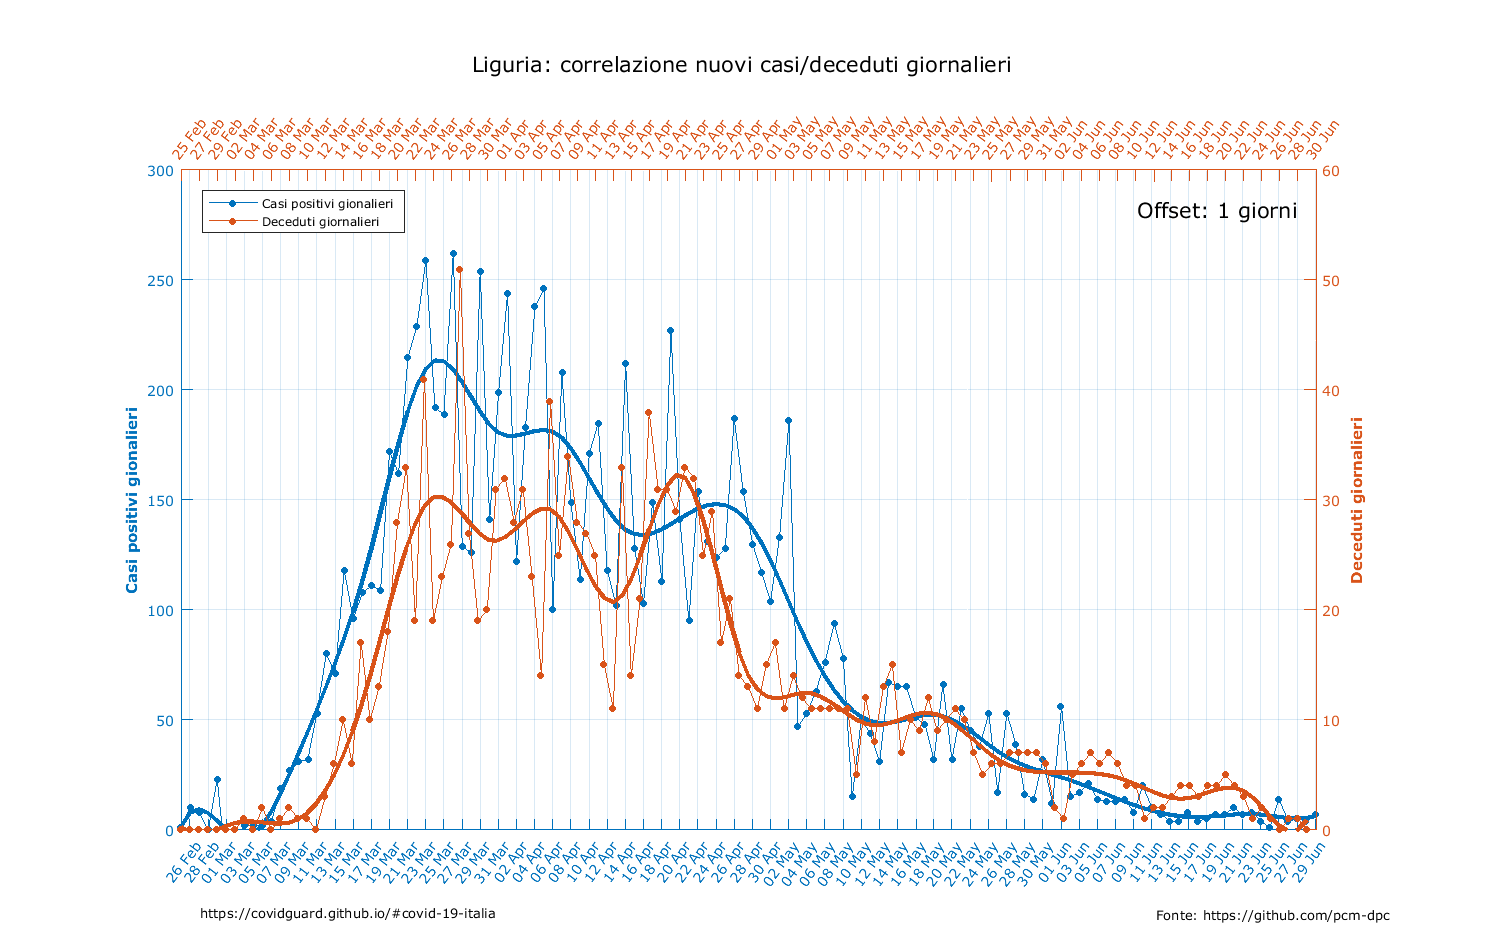 Liguria: correlazione nuovi casi/deceduti giornalieri
25 Feb 27 Feb 29 Feb 02 Mar 04 Mar 06 Mar 08 Mar 10 Mar 12 Mar 14 Mar 16 Mar 18 Mar 20 Mar 22 Mar 24 Mar 26 Mar 28 Mar 30 Mar 01 Apr 03 Apr 05 Apr 07 Apr 09 Apr 11 Apr 13 Apr 15 Apr 17 Apr 19 Apr 21 Apr 23 Apr 25 Apr 27 Apr 29 Apr 01 May 03 May 05 May 07 May 09 May 11 May 13 May 15 May 17 May 19 May 21 May 23 May 25 May 27 May 29 May 31 May 02 Jun 04 Jun 06 Jun 08 Jun 10 Jun 12 Jun 14 Jun 16 Jun 18 Jun 20 Jun 22 Jun 24 Jun 26 Jun 28 Jun 30 Jun
300 60
Casi positivi gionalieri
Deceduti giornalieri
Offset: 1 giorni
250 50
200 40
150 30
100 20
50 10
0 0
Casi positivi gionalieri
Deceduti giornalieri
26 Feb 28 Feb 01 Mar 03 Mar 05 Mar 07 Mar 09 Mar 11 Mar 13 Mar 15 Mar 17 Mar 19 Mar 21 Mar 23 Mar 25 Mar 27 Mar 29 Mar 31 Mar 02 Apr 04 Apr 06 Apr 08 Apr 10 Apr 12 Apr 14 Apr 16 Apr 18 Apr 20 Apr 22 Apr 24 Apr 26 Apr 28 Apr 30 Apr 02 May 04 May 06 May 08 May 10 May 12 May 14 May 16 May 18 May 20 May 22 May 24 May 26 May 28 May 30 May 01 Jun 03 Jun 05 Jun 07 Jun 09 Jun 11 Jun 13 Jun 15 Jun 17 Jun 19 Jun 21 Jun 23 Jun 25 Jun 27 Jun 29 Jun
https://covidguard.github.io/#covid-19-italia
Fonte: https://github.com/pcm-dpc